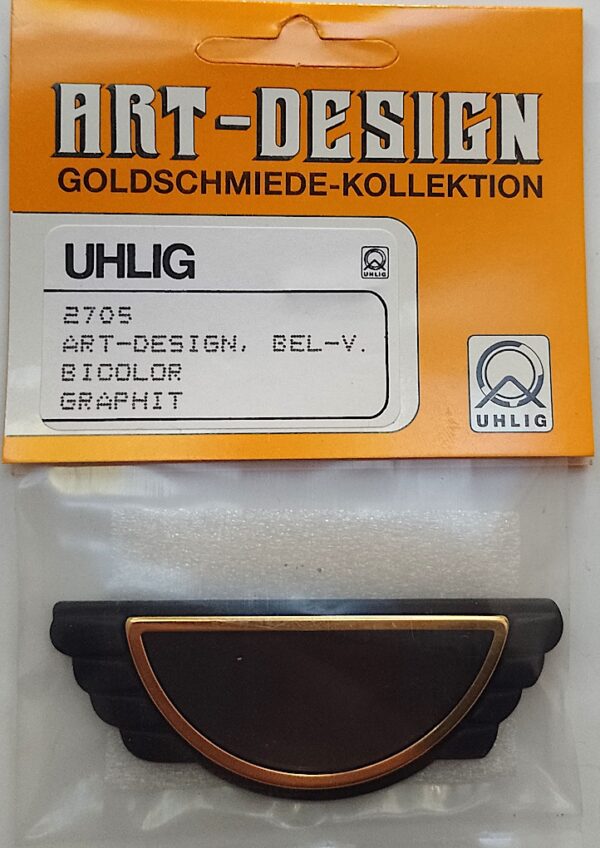 ART-DESIGN
GOLDSCHMIEDE-KOLLEKTION
UHLIG
UHLIG
2705
ART-DESIGN, BEL-V.
BICOLOR
GRAPHIT
UHLIG